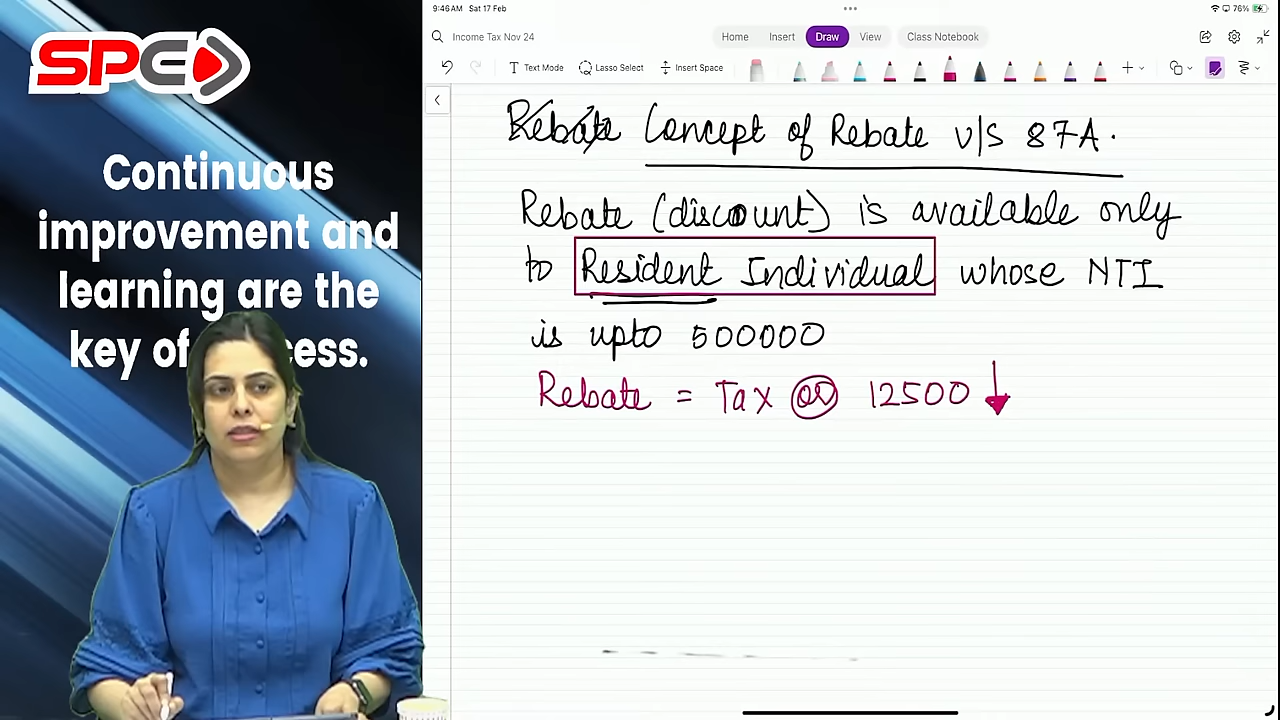 9:46AM Sat 17 Feb
76%
Income Tax Nov 24
Home Insert Draw View Class Notebook
Text Mode Lasso Select Insert Space
SPC
Continuous
improvement and
learning are the
key of
cess.
Rebate Concept of Rebate v/s 87A.
Rebate (discount) is available only
to Resident Individual whose NTI
is upto 500000
Rebate = Tax or 12500